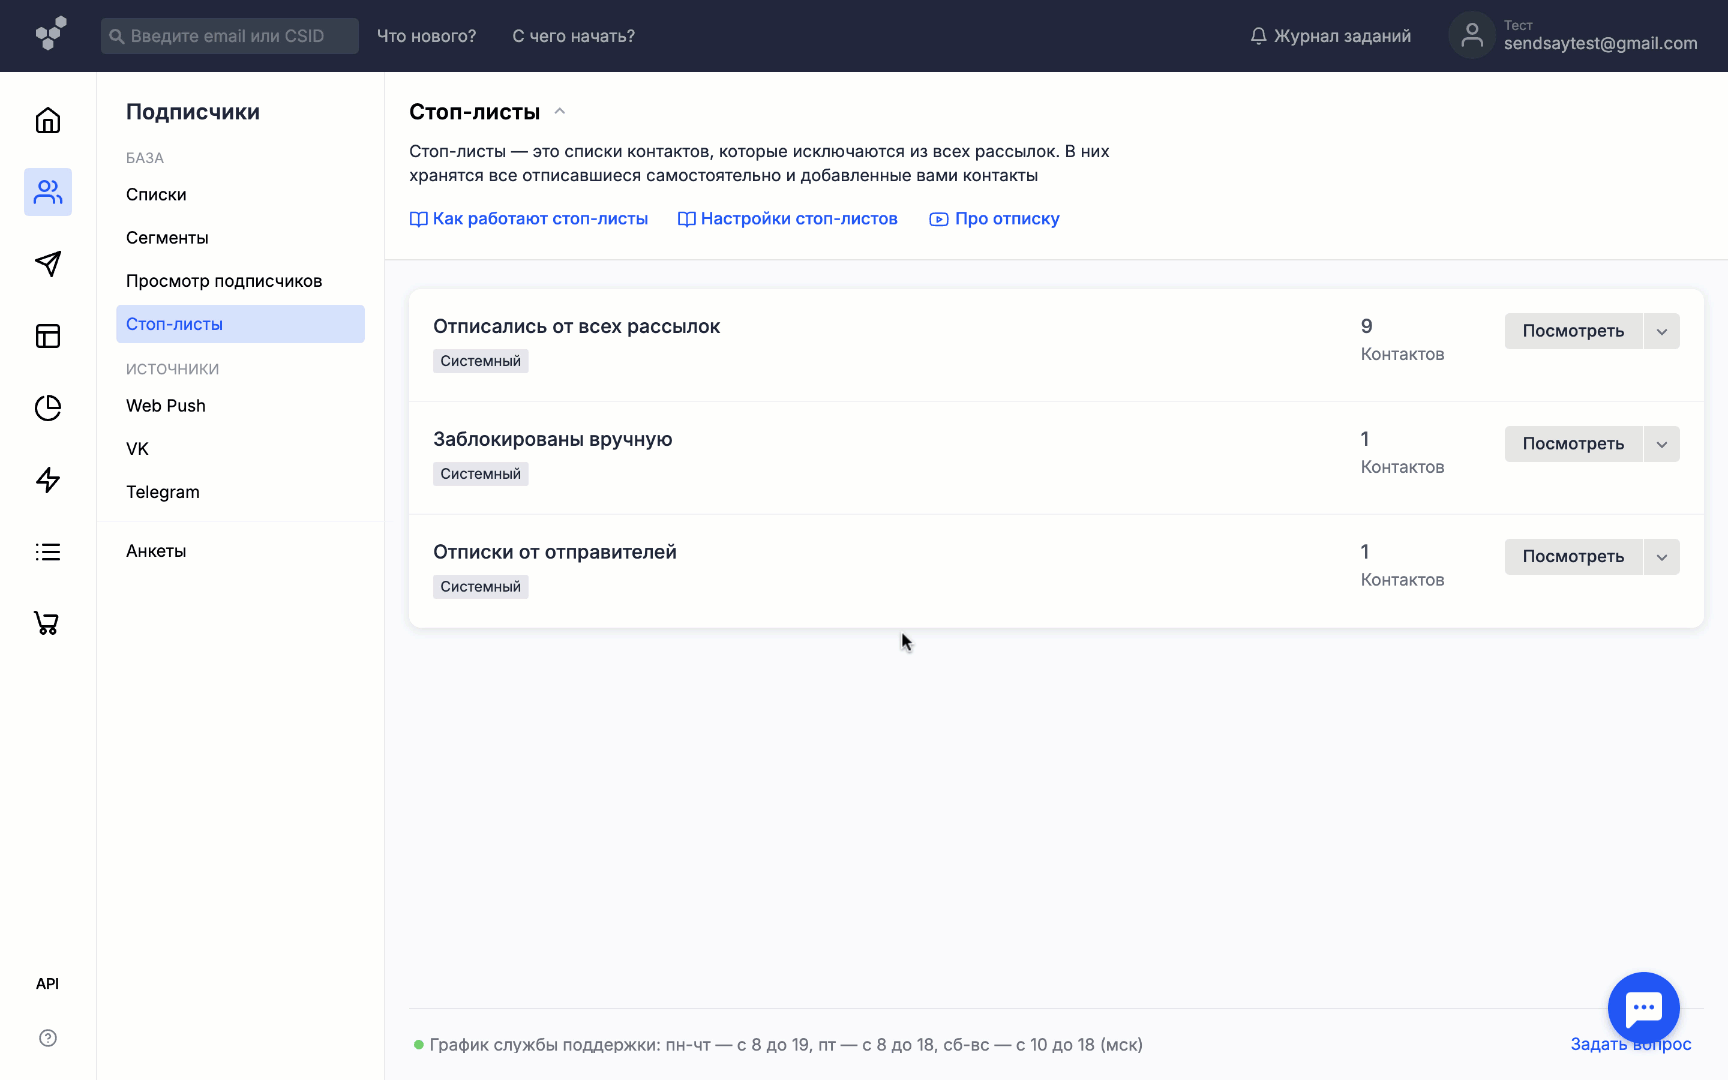 Введите email или CSID
Что нового?
С чего начать?
Журнал заданий
Тест
sendsaytest@gmail.com
Подписчики
БАЗА
Списки
Сегменты
Просмотр подписчиков
Стоп-листы
ИСТОЧНИКИ
Web Push
VK
Telegram
Анкеты
API
Стоп-листы
Стоп-листы — это списки контактов, которые исключаются из всех рассылок. В них
хранятся все отписавшиеся самостоятельно и добавленные вами контакты
Как работают стоп-листы
Настройки стоп-листов
Про отписку
Отписались от всех рассылок
Системный
9
Контактов
Посмотреть
Заблокированы вручную
Системный
1
Контактов
Посмотреть
Отписки от отправителей
Системный
1
Контактов
Посмотреть
График службы поддержки: пн-чт — с 8 до 19, пт — с 8 до 18, сб-вс — с 10 до 18 (мск)
Задать вопрос